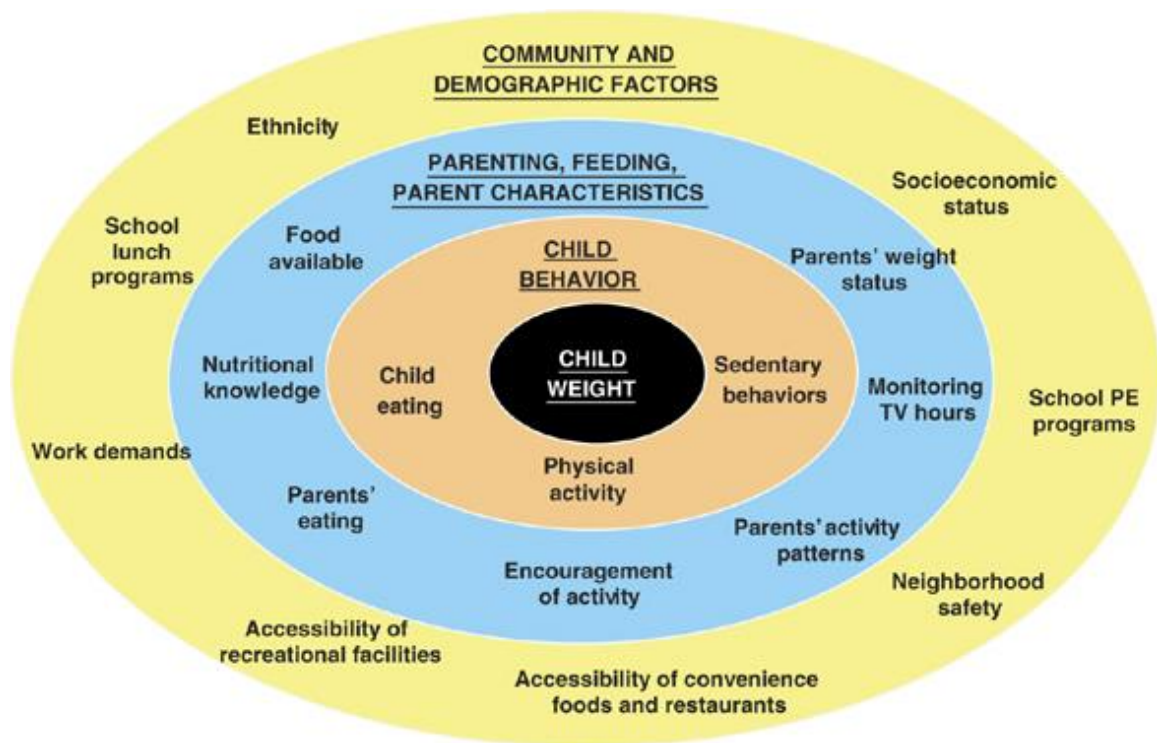 COMMUNITY AND
DEMOGRAPHIC FACTORS
Ethnicity
Socioeconomic
status
School
lunch
programs
School PE
programs
Work demands
Neighborhood
safety
Accessibility of
recreational facilities
Accessibility of convenience
foods and restaurants
PARENTING, FEEDING,
PARENT CHARACTERISTICS
Food
available
Parents' weight
status
Nutritional
knowledge
Monitoring
TV hours
Parents'
eating
Parents' activity
patterns
Encouragement
of activity
CHILD
BEHAVIOR
Child
eating
Sedentary
behaviors
Physical
activity
CHILD
WEIGHT